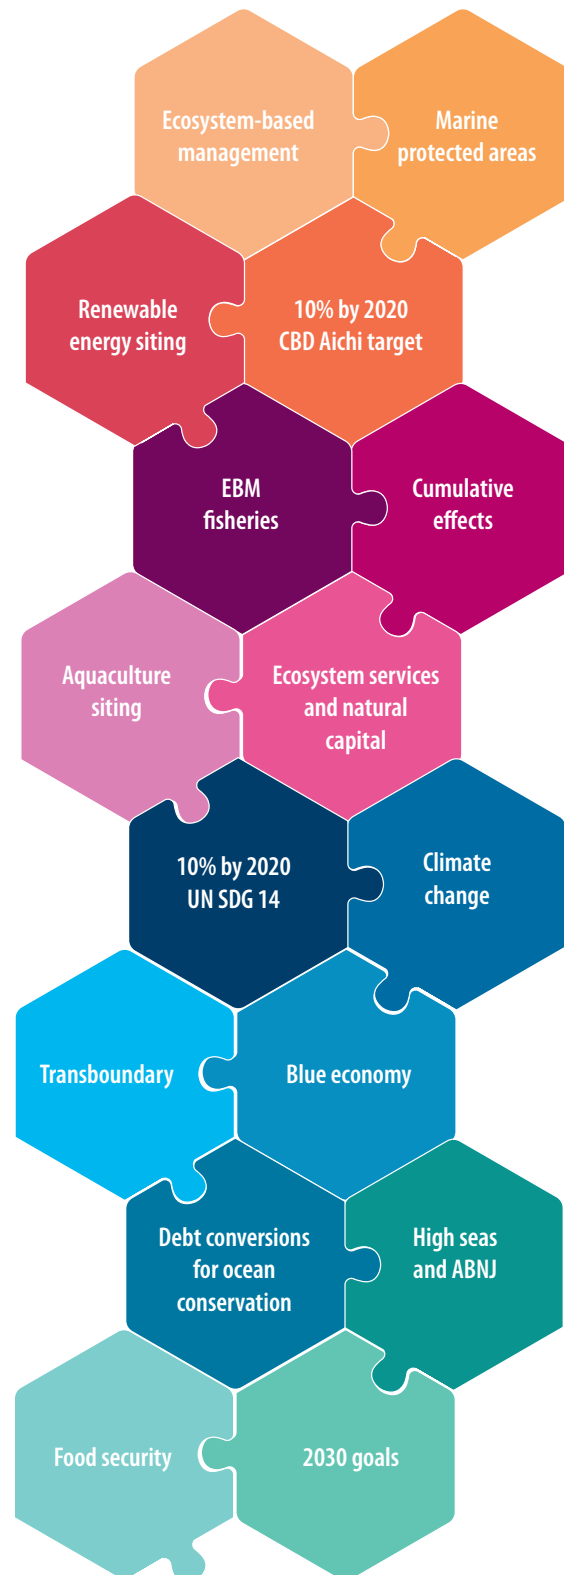 Ecosystem-based
management
Marine
protected areas
Renewable
energy siting
10% by 2020
CBD Aichi target
EBM
fisheries
Cumulative
effects
Aquaculture
siting
Ecosystem services
and natural
capital
10% by 2020
UN SDG 14
Climate
change
Transboundary
Blue economy
Debt conversions
for ocean
conservation
High seas
and ABNJ
Food security
2030 goals